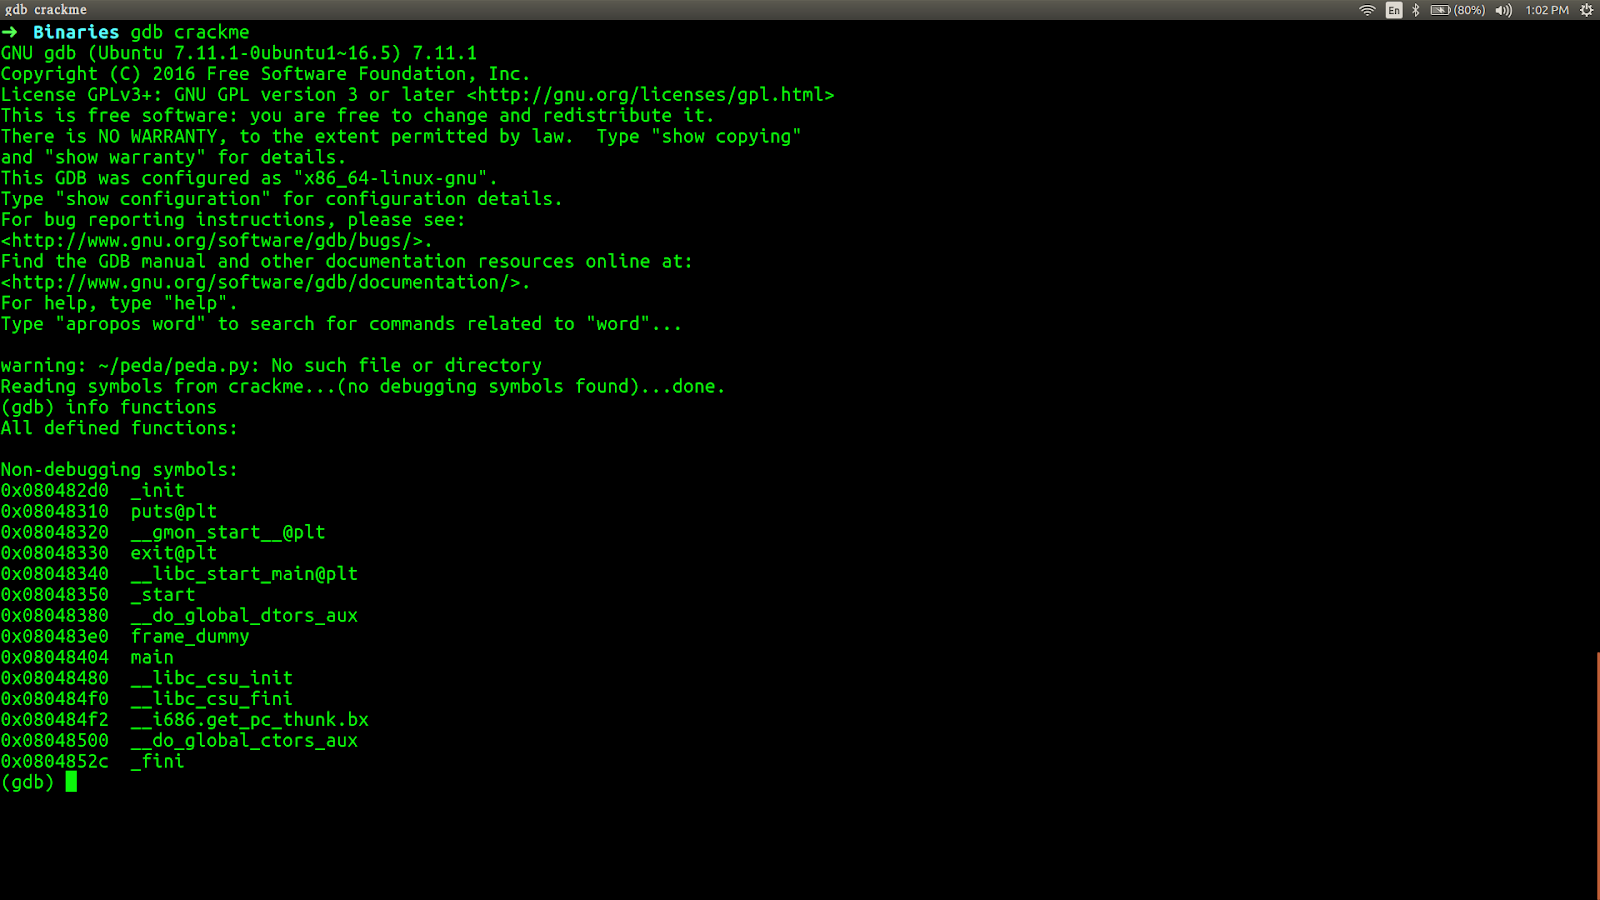 gdb crackme
En
(80%)
1:02 PM
➜  Binaries gdb crackme
GNU gdb (Ubuntu 7.11.1-0ubuntu1~16.5) 7.11.1
Copyright (C) 2016 Free Software Foundation, Inc.
License GPLv3+: GNU GPL version 3 or later <http://gnu.org/licenses/gpl.html>
This is free software: you are free to change and redistribute it.
There is NO WARRANTY, to the extent permitted by law.  Type "show copying"
and "show warranty" for details.
This GDB was configured as "x86_64-linux-gnu".
Type "show configuration" for configuration details.
For bug reporting instructions, please see:
<http://www.gnu.org/software/gdb/bugs/>.
Find the GDB manual and other documentation resources online at:
<http://www.gnu.org/software/gdb/documentation/>.
For help, type "help".
Type "apropos word" to search for commands related to "word"...
warning: ~/peda/peda.py: No such file or directory
Reading symbols from crackme...(no debugging symbols found)...done.
(gdb) info functions
All defined functions:
Non-debugging symbols:
0x080482d0  _init
0x08048310  puts@plt
0x08048320  __gmon_start__@plt
0x08048330  exit@plt
0x08048340  __libc_start_main@plt
0x08048350  _start
0x08048380  __do_global_dtors_aux
0x080483e0  frame_dummy
0x08048404  main
0x08048480  __libc_csu_init
0x080484f0  __libc_csu_fini
0x080484f2  __i686.get_pc_thunk.bx
0x08048500  __do_global_ctors_aux
0x0804852c  _fini
(gdb)